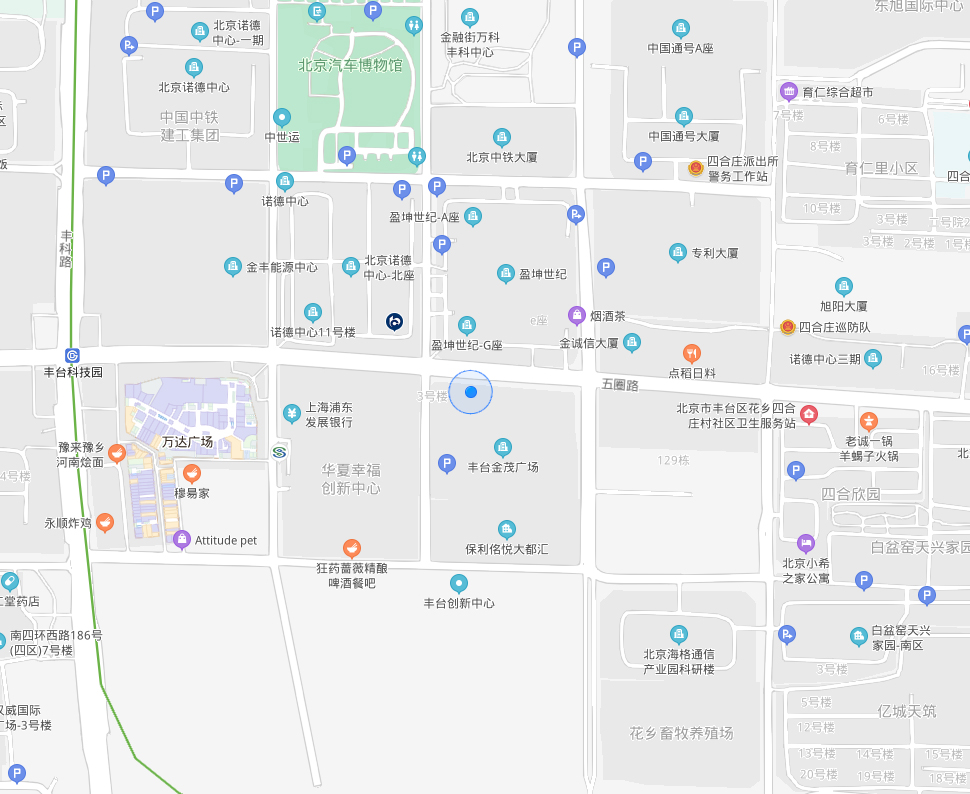 东旭国际中心
北京诺德
中心-一期
金融街万科
丰科中心
中国通号A座
北京汽车博物馆
北京诺德中心
育仁综合超市
中国中铁
建工集团
7号楼
6号楼
中世运
中国通号大厦
8号楼
北京中铁大厦
四合庄派出所
警务工作站
育仁里小区
诺德中心
10号楼
盈坤世纪-A座
3号楼
3号楼
2号楼
丰科路
专利大厦
金丰能源中心
北京诺德
中心-北座
盈坤世纪
旭阳大厦
烟酒茶
e座
四合庄巡防队
诺德中心11号楼
盈坤世纪-G座
金诚信大厦
诺德中心三期
丰台科技园
点稻日料
16号楼
五圈路
3号楼
上海浦东
发展银行
北京市丰台区花乡四合
庄村社区卫生服务站
万达广场
老诚一锅
羊蝎子火锅
豫来豫乡
河南烩面
丰台金茂广场
129栋
华夏幸福
创新中心
4号楼
穆易家
四合欣园
永顺炸鸡
Attitude pet
保利佲悦大都汇
白盆窑天兴家园
狂药蔷薇精酿
啤酒餐吧
北京小希
之家公寓
丰台创新中心
堂药店
南四环西路186号
(四区)7号楼
白盆窑天兴
家园-南区
北京海格通信
产业园科研楼
3号楼
汉威国际
广场-3号楼
5号楼
亿城天筑
12号楼
花乡畜牧养殖场
13号楼
14号楼
15号楼
20号楼
19号楼
18号楼